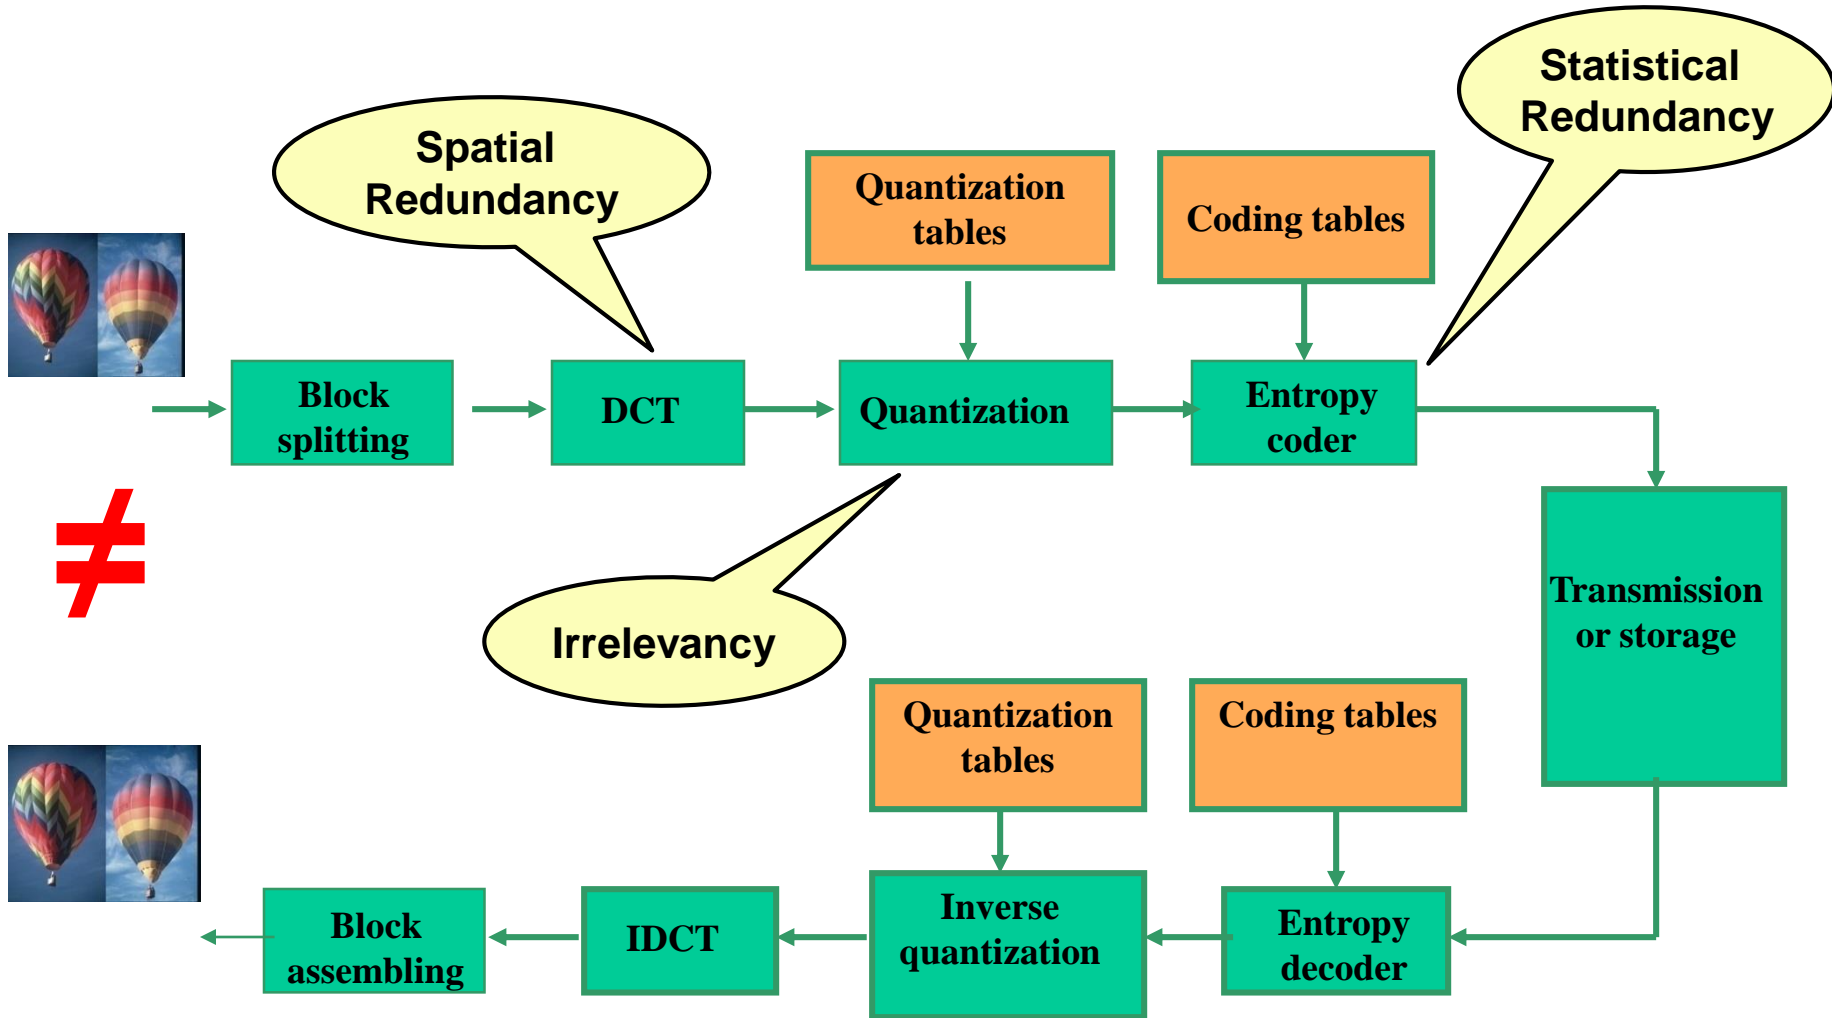 Statistical
Redundancy
Spatial
Redundancy
Quantization
tables
Coding tables
Block
splitting
DCT
Quantization
Entropy
coder
≠
Transmission
or storage
Irrelevancy
Quantization
tables
Coding tables
Block
assembling
IDCT
Inverse
quantization
Entropy
decoder